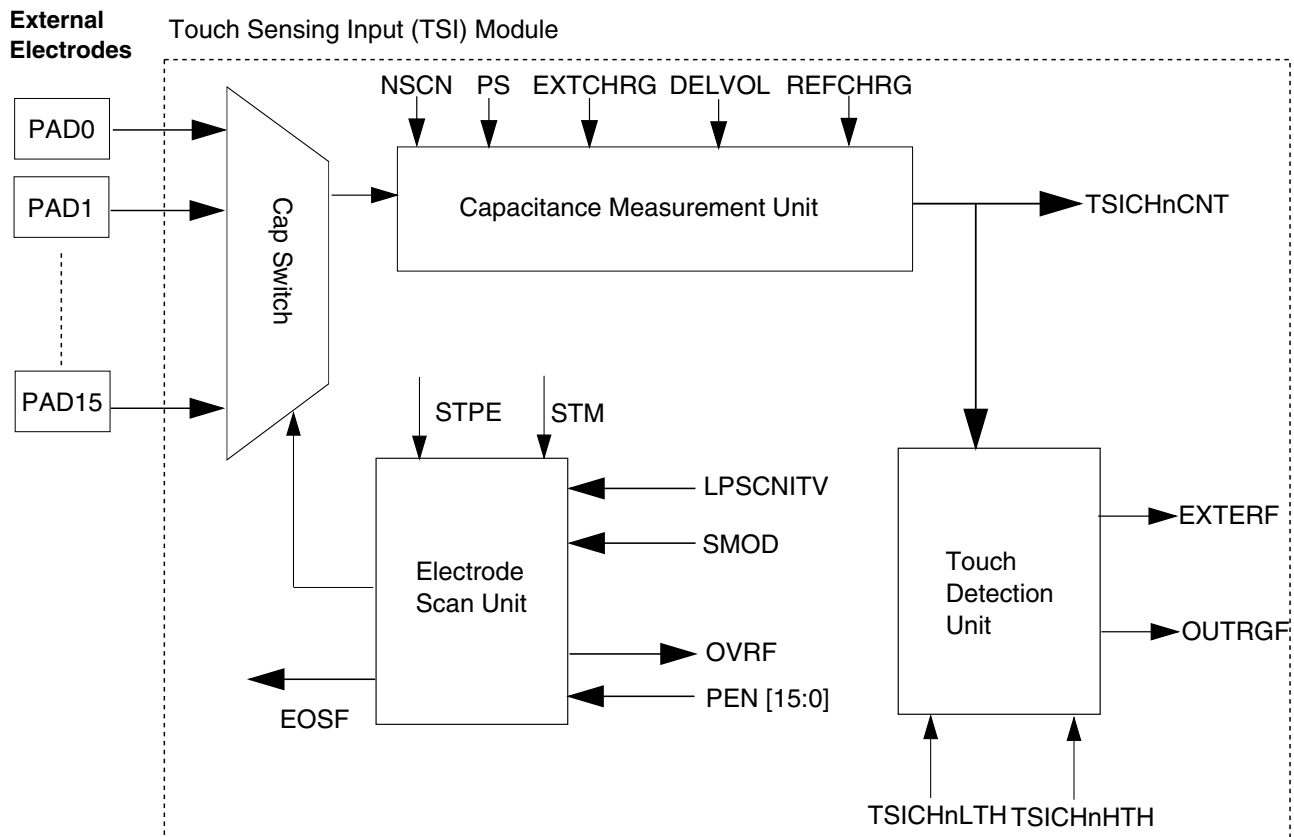 External
Electrodes
Touch Sensing Input (TSI) Module
NSCN PS EXTCHRG DELVOL REFCHRG
PAD0
PAD1
PAD15
Cap Switch
Capacitance Measurement Unit
TSICHnCNT
STPE
STM
LPSCNITV
SMOD
Electrode
Scan Unit
OVRF
PEN [15:0]
EOSF
Touch
Detection
Unit
EXTERF
OUTRGF
TSICHnLTH TSICHnHTH